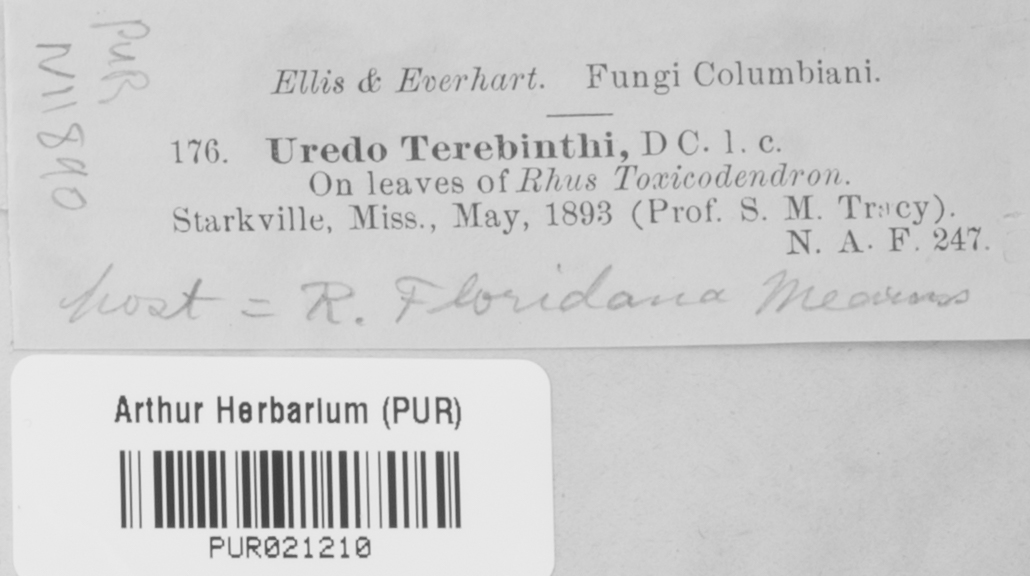 PUR
N11890
Ellis & Everhart. Fungi Columbiani.
176. Uredo Terebinthi, D C. l. c.
On leaves of Rhus Toxicodendron.
Starkville, Miss., May, 1893 (Prof. S. M. Tracy).
N. A. F. 247.
host = R. Floridana Mearns
Arthur Herbarium (PUR)
PUR021210